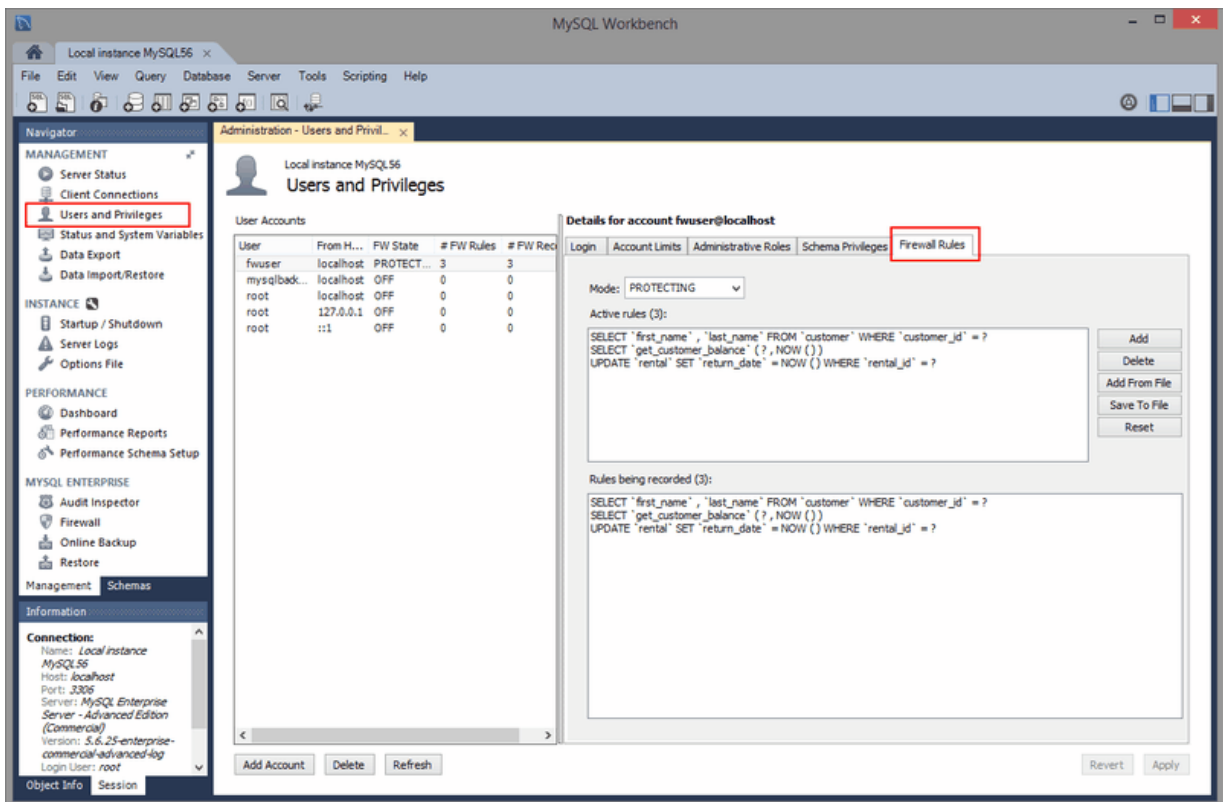 MySQL Workbench
Local instance MySQL56 ×
File Edit View Query Database Server Tools Scripting Help
Navigator
MANAGEMENT
Server Status
Client Connections
Users and Privileges
Status and System Variables
Data Export
Data Import/Restore
INSTANCE
Startup / Shutdown
Server Logs
Options File
PERFORMANCE
Dashboard
Performance Reports
Performance Schema Setup
MYSQL ENTERPRISE
Audit Inspector
Firewall
Online Backup
Restore
Management Schemas
Information
Connection:
Name: Local instance
MySQL56
Host: localhost
Port: 3306
Server: MySQL Enterprise
Server - Advanced Edition
(Commercial)
Version: 5.6.25-enterprise-
commercial-advanced-log
Login User: root
Object Info Session
Administration - Users and Privil... ×
Local instance MySQL56
Users and Privileges
User Accounts
User From H... FW State # FW Rules # FW Reco
fwuser localhost PROTECT... 3 3
mysqlback... localhost OFF 0 0
root localhost OFF 0 0
root 127.0.0.1 OFF 0 0
root ::1 OFF 0 0
Add Account Delete Refresh
Details for account fwuser@localhost
Login Account Limits Administrative Roles Schema Privileges Firewall Rules
Mode: PROTECTING
Active rules (3):
SELECT `first_name` , `last_name` FROM `customer` WHERE `customer_id` = ?
SELECT `get_customer_balance` ( ? , NOW ( ) )
UPDATE `rental` SET `return_date` = NOW ( ) WHERE `rental_id` = ?
Add
Delete
Add From File
Save To File
Reset
Rules being recorded (3):
SELECT `first_name` , `last_name` FROM `customer` WHERE `customer_id` = ?
SELECT `get_customer_balance` ( ? , NOW ( ) )
UPDATE `rental` SET `return_date` = NOW ( ) WHERE `rental_id` = ?
Revert Apply